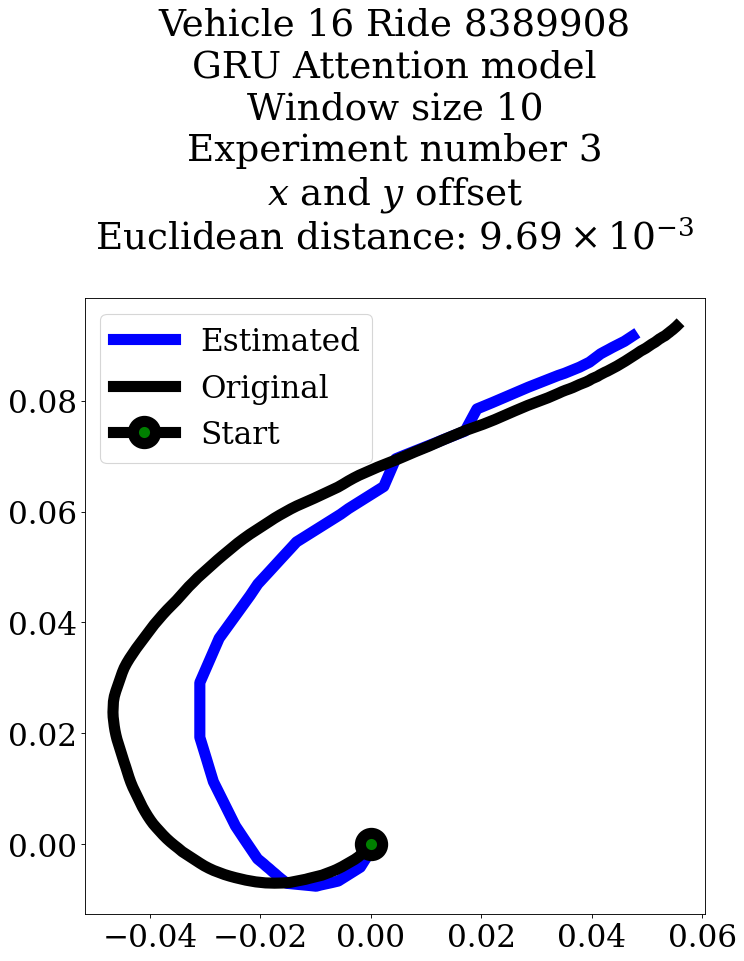 Vehicle 16 Ride 8389908
GRU Attention model
Window size 10
Experiment number 3
x and y offset
Euclidean distance: 9.69 × 10⁻³
Estimated
Original
Start
0.08
0.06
0.04
0.02
0.00
−0.04 −0.02 0.00 0.02 0.04 0.06